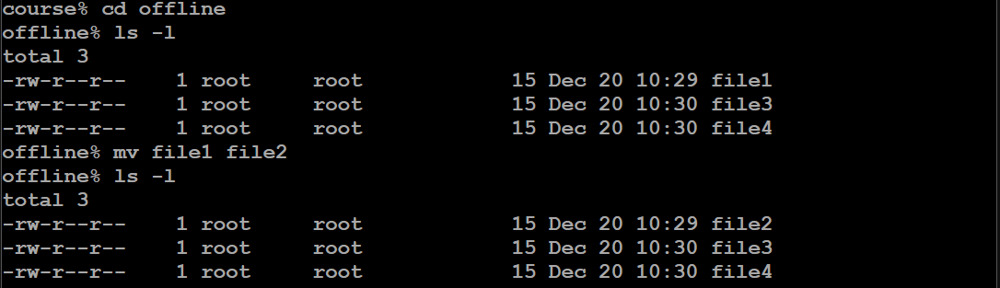 course% cd offline
offline% ls -l
total 3
-rw-r--r--    1 root     root            15 Dec 20 10:29 file1
-rw-r--r--    1 root     root            15 Dec 20 10:30 file3
-rw-r--r--    1 root     root            15 Dec 20 10:30 file4
offline% mv file1 file2
offline% ls -l
total 3
-rw-r--r--    1 root     root            15 Dec 20 10:29 file2
-rw-r--r--    1 root     root            15 Dec 20 10:30 file3
-rw-r--r--    1 root     root            15 Dec 20 10:30 file4